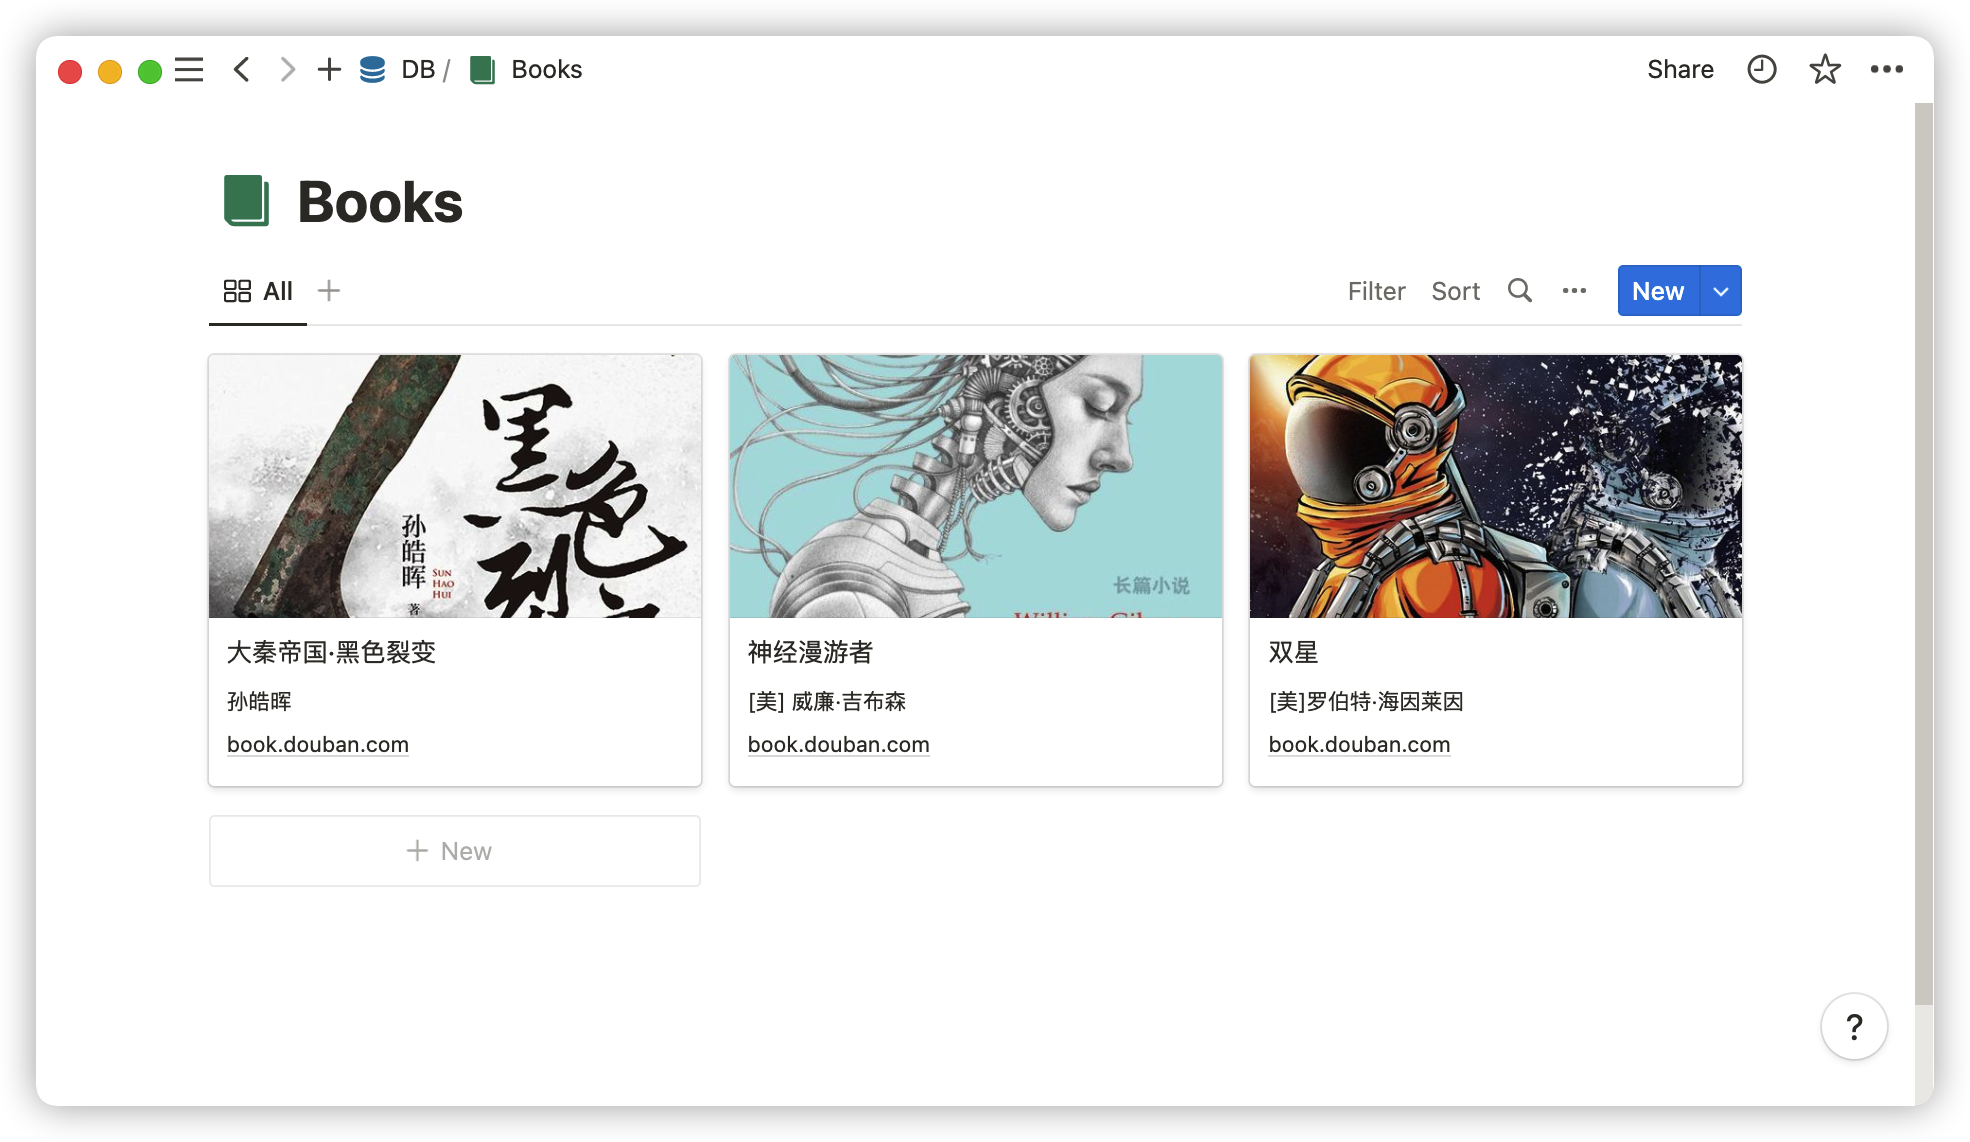 DB / Books
Share
Books
All
Filter Sort
New
黑色裂
孙皓晖
SUN
HAO
HUI
著
长篇小说
大秦帝国·黑色裂变
孙皓晖
book.douban.com
神经漫游者
[美] 威廉·吉布森
book.douban.com
双星
[美]罗伯特·海因莱因
book.douban.com
+ New
?